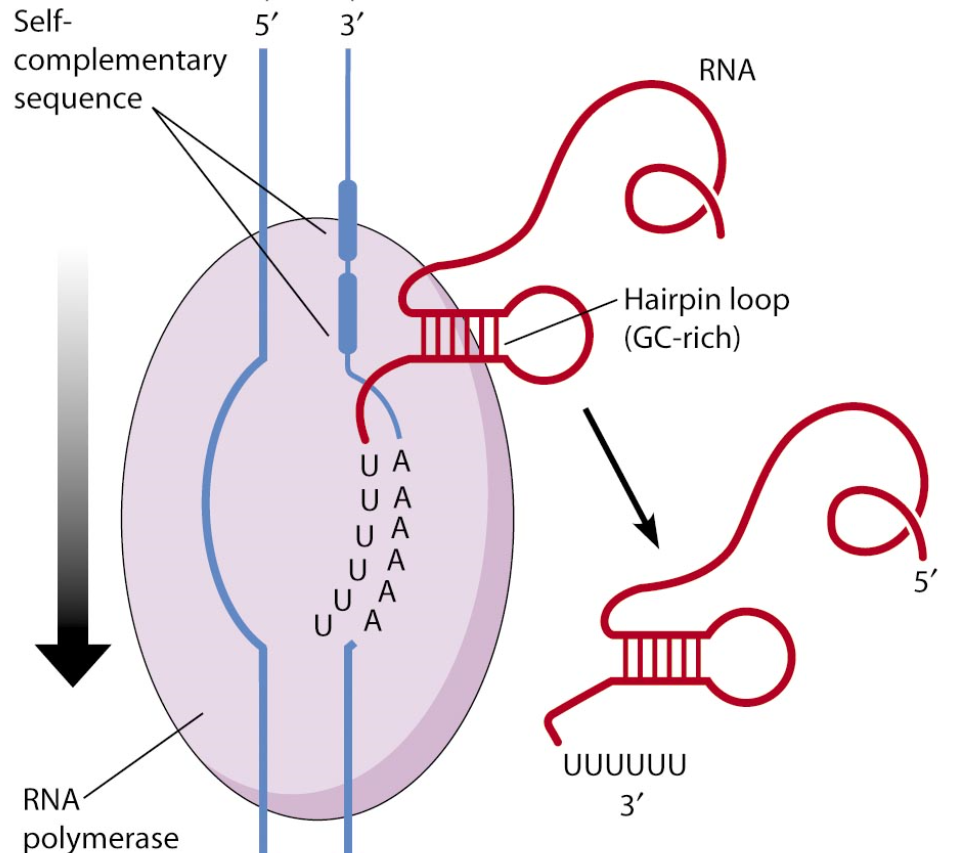 Self-
complementary
sequence
5′
3′
RNA
Hairpin loop
(GC-rich)
U A
U A
U A
U A
U A
U A
5′
UUUUUU
3′
RNA
polymerase